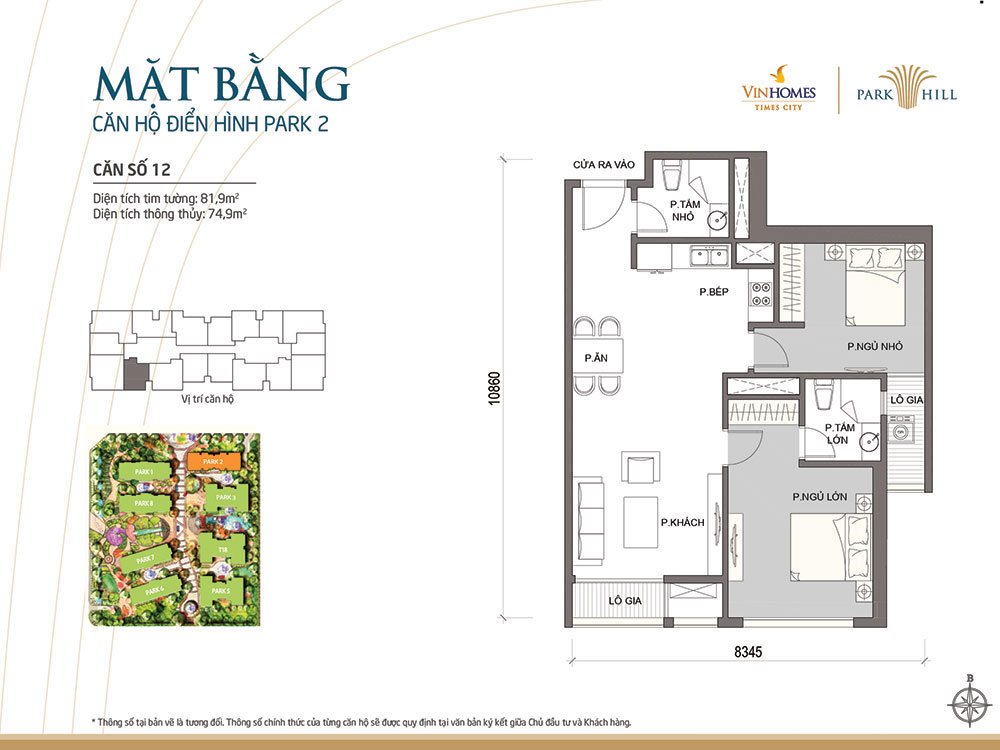 MẶT BẰNG
CĂN HỘ ĐIỂN HÌNH PARK 2
VINHOMES
TIMES CITY
PARK HILL
CĂN SỐ 12
Diện tích tim tường: 81,9m²
Diện tích thông thủy: 74,9m²
Vị trí căn hộ
PARK 1
PARK 2
PARK 8
PARK 3
PARK 7
T18
PARK 6
PARK 5
CỬA RA VÀO
P.TẮM
NHỎ
P.BẾP
P.ĂN
P.NGỦ NHỎ
LÔ GIA
P.TẮM
LỚN
P.NGỦ LỚN
P.KHÁCH
LÔ GIA
10860
8345
B
* Thông số tại bản vẽ là tương đối. Thông số chính thức của từng căn hộ sẽ được quy định tại văn bản ký kết giữa Chủ đầu tư và Khách hàng.